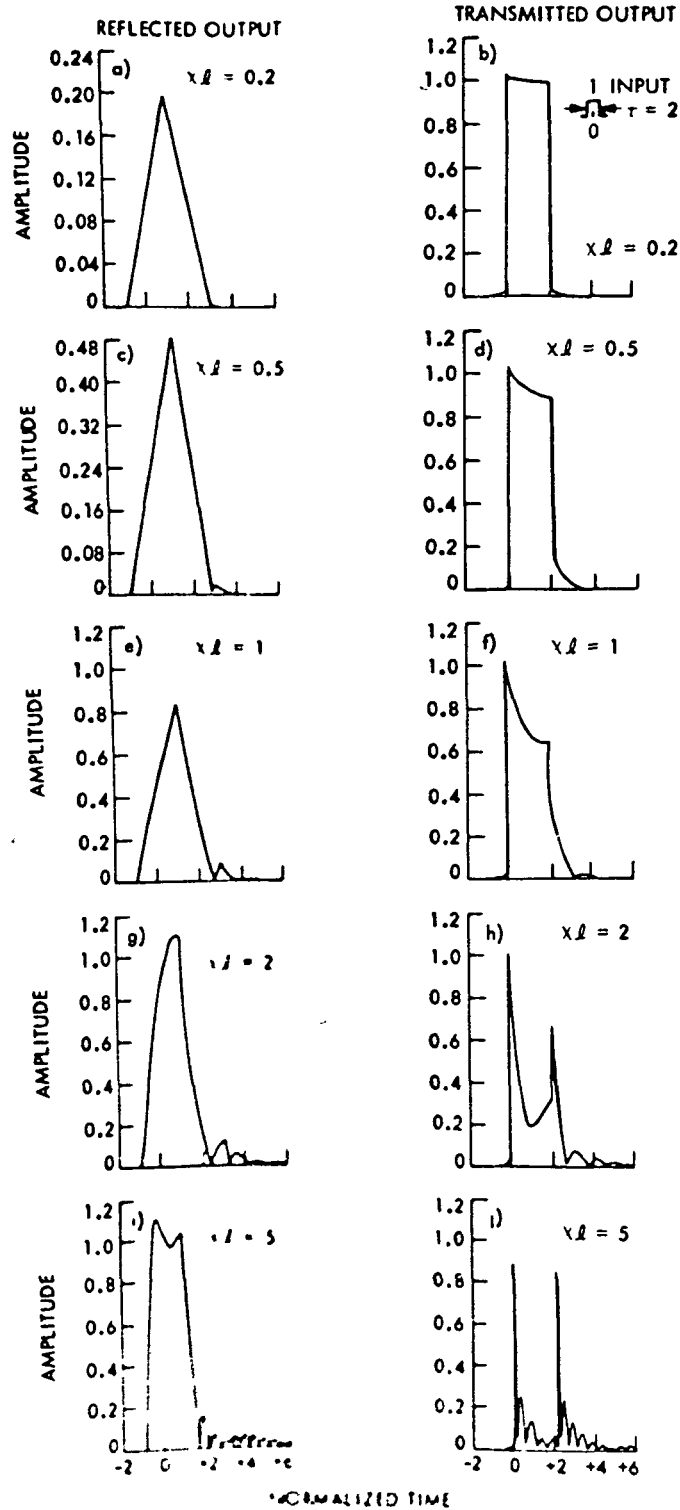 REFLECTED OUTPUT
TRANSMITTED OUTPUT
a)
χℓ = 0.2
0.24
0.20
0.16
0.12
0.08
0.04
0
AMPLITUDE
b)
1 INPUT
τ = 2
0
χℓ = 0.2
1.2
1.0
0.8
0.6
0.4
0.2
0
c)
χℓ = 0.5
0.48
0.40
0.32
0.24
0.16
0.08
0
AMPLITUDE
d)
χℓ = 0.5
1.2
1.0
0.8
0.6
0.4
0.2
0
e)
χℓ = 1
1.2
1.0
0.8
0.6
0.4
0.2
0
AMPLITUDE
f)
χℓ = 1
1.2
1.0
0.8
0.6
0.4
0.2
0
g)
χℓ = 2
1.2
1.0
0.8
0.6
0.4
0.2
0
AMPLITUDE
h)
χℓ = 2
1.2
1.0
0.8
0.6
0.4
0.2
0
i)
χℓ = 5
1.2
1.0
0.8
0.6
0.4
0.2
0
AMPLITUDE
-2 0 +2 +4
j)
χℓ = 5
1.2
1.0
0.8
0.6
0.4
0.2
0
-2 0 +2 +4 +6
NORMALIZED TIME